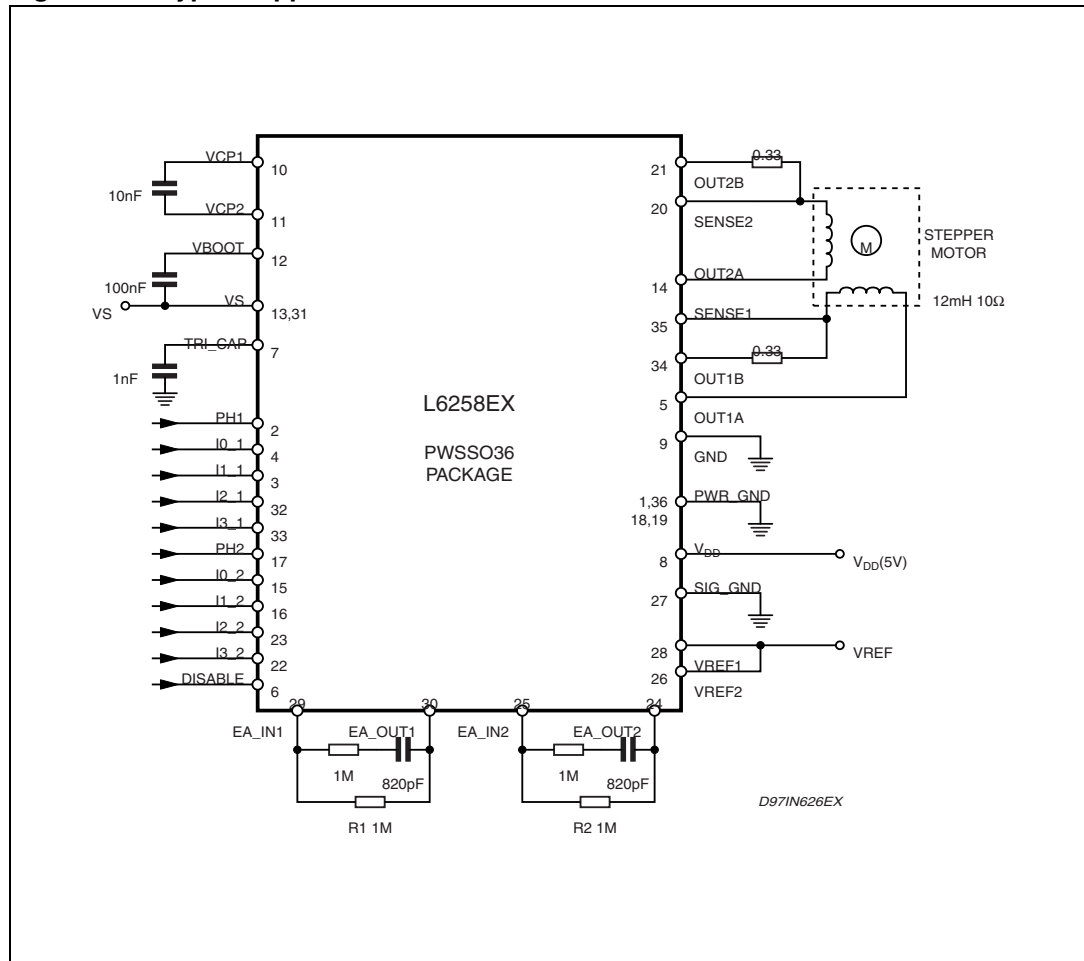 VCP1
10
10nF
VCP2
11
VBOOT
12
100nF
VS
VS
13,31
TRI_CAP
7
1nF
PH1
2
I0_1
4
I1_1
3
I2_1
32
I3_1
33
PH2
17
I0_2
15
I1_2
16
I2_2
23
I3_2
22
DISABLE
6
L6258EX
PWSSO36
PACKAGE
21
0.33
OUT2B
20
SENSE2
M
STEPPER
MOTOR
OUT2A
14
12mH 10Ω
SENSE1
35
0.33
34
OUT1B
5
OUT1A
9
GND
1,36
PWR_GND
18,19
8
VDD
VDD(5V)
SIG_GND
27
28
VREF
VREF1
26
VREF2
29
30
25
24
EA_IN1
EA_OUT1
EA_IN2
EA_OUT2
1M
820pF
1M
820pF
R1 1M
R2 1M
D97IN626EX